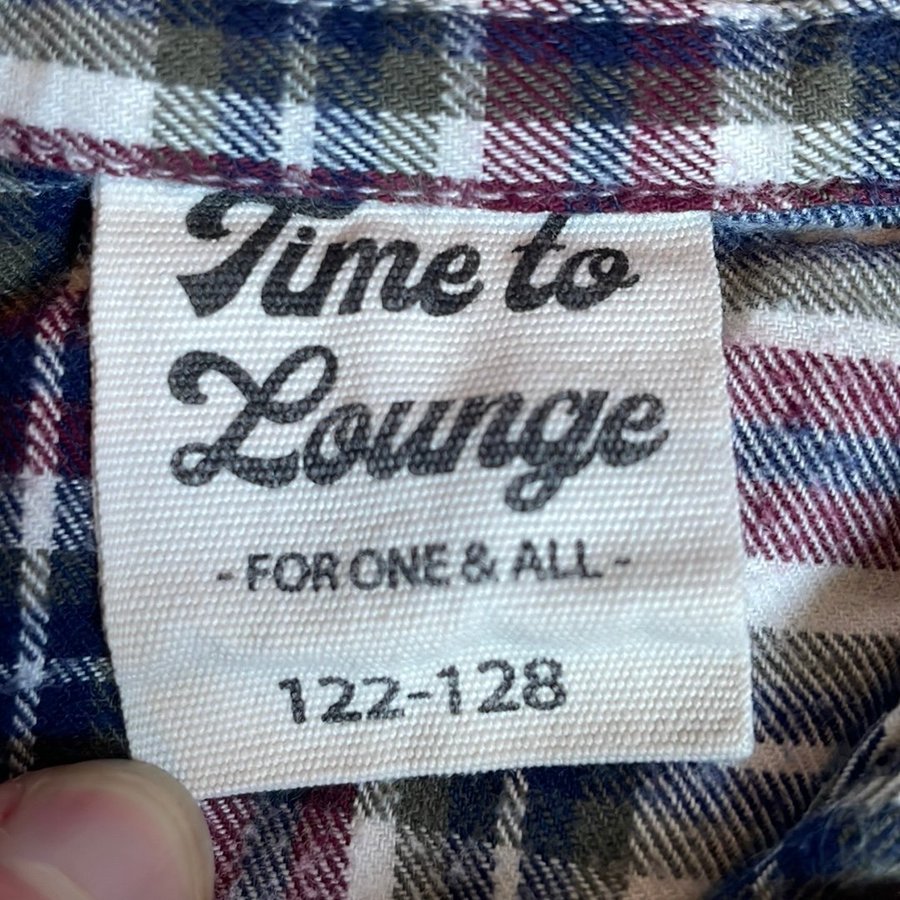 Time to
Lounge
- FOR ONE & ALL -
122-128